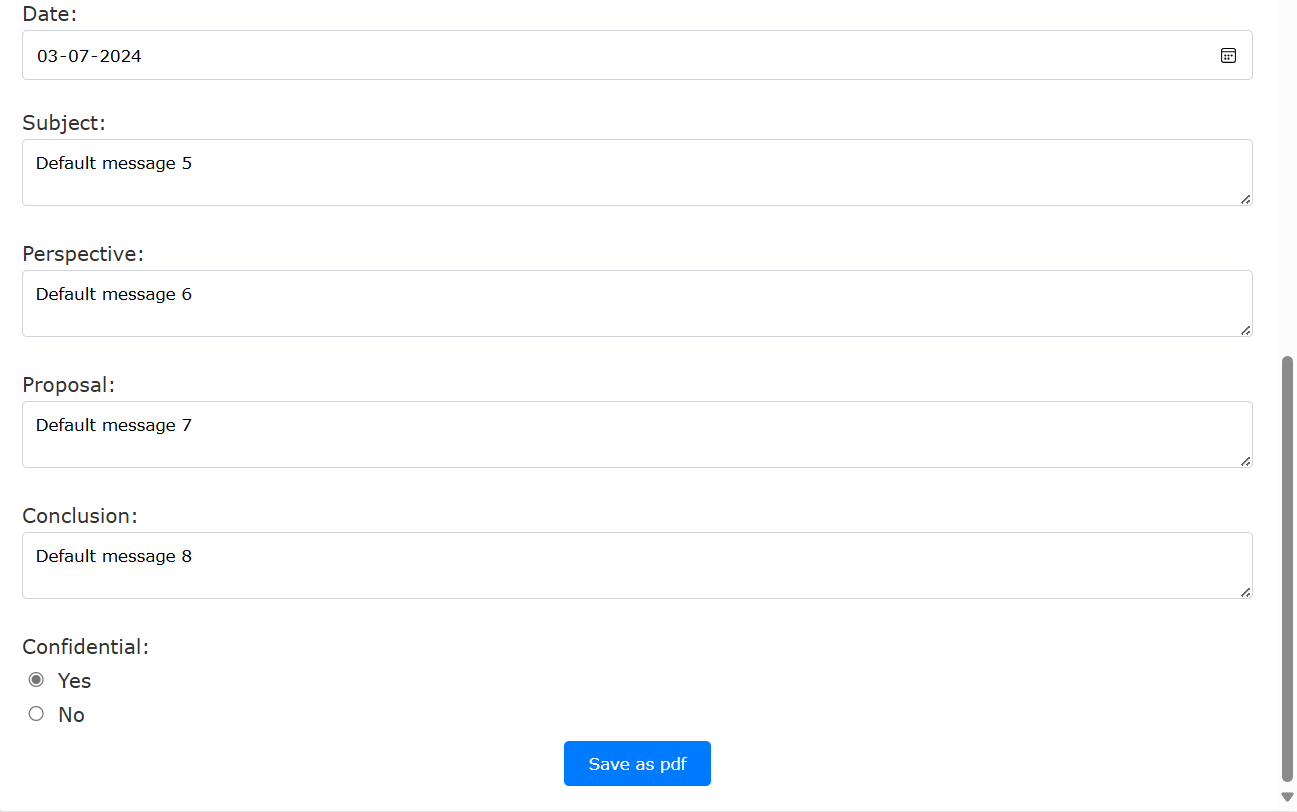 Date:
03-07-2024
Subject:
Default message 5
Perspective:
Default message 6
Proposal:
Default message 7
Conclusion:
Default message 8
Confidential:
Yes
No
Save as pdf